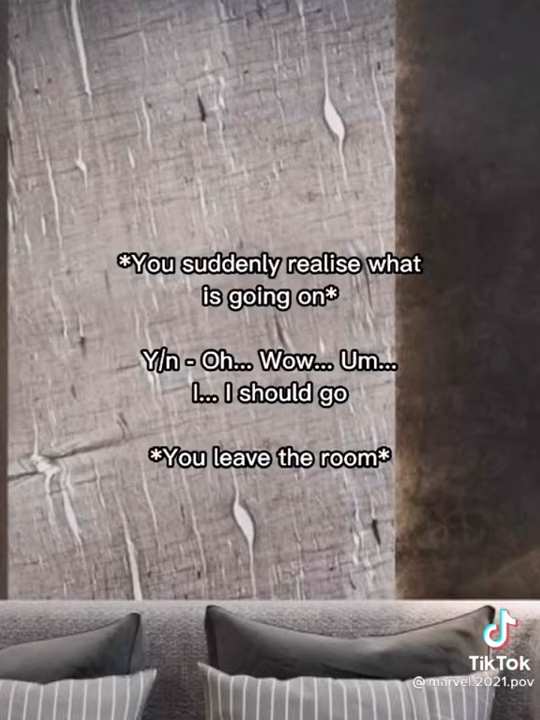 *You suddenly realise what
is going on*
Y/n - Oh... Wow... Um...
I... I should go
*You leave the room*
TikTok
@marvel.2021.pov